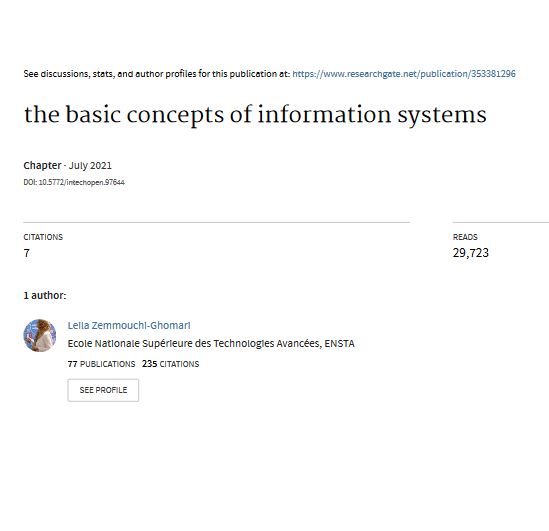 See discussions, stats, and author profiles for this publication at: https://www.researchgate.net/publication/353381296
the basic concepts of information systems
Chapter · July 2021
DOI: 10.5772/intechopen.97644
CITATIONS
7
READS
29,723
1 author:
Leila Zemmouchi-Ghomari
Ecole Nationale Supérieure des Technologies Avancées, ENSTA
77 PUBLICATIONS 235 CITATIONS
SEE PROFILE